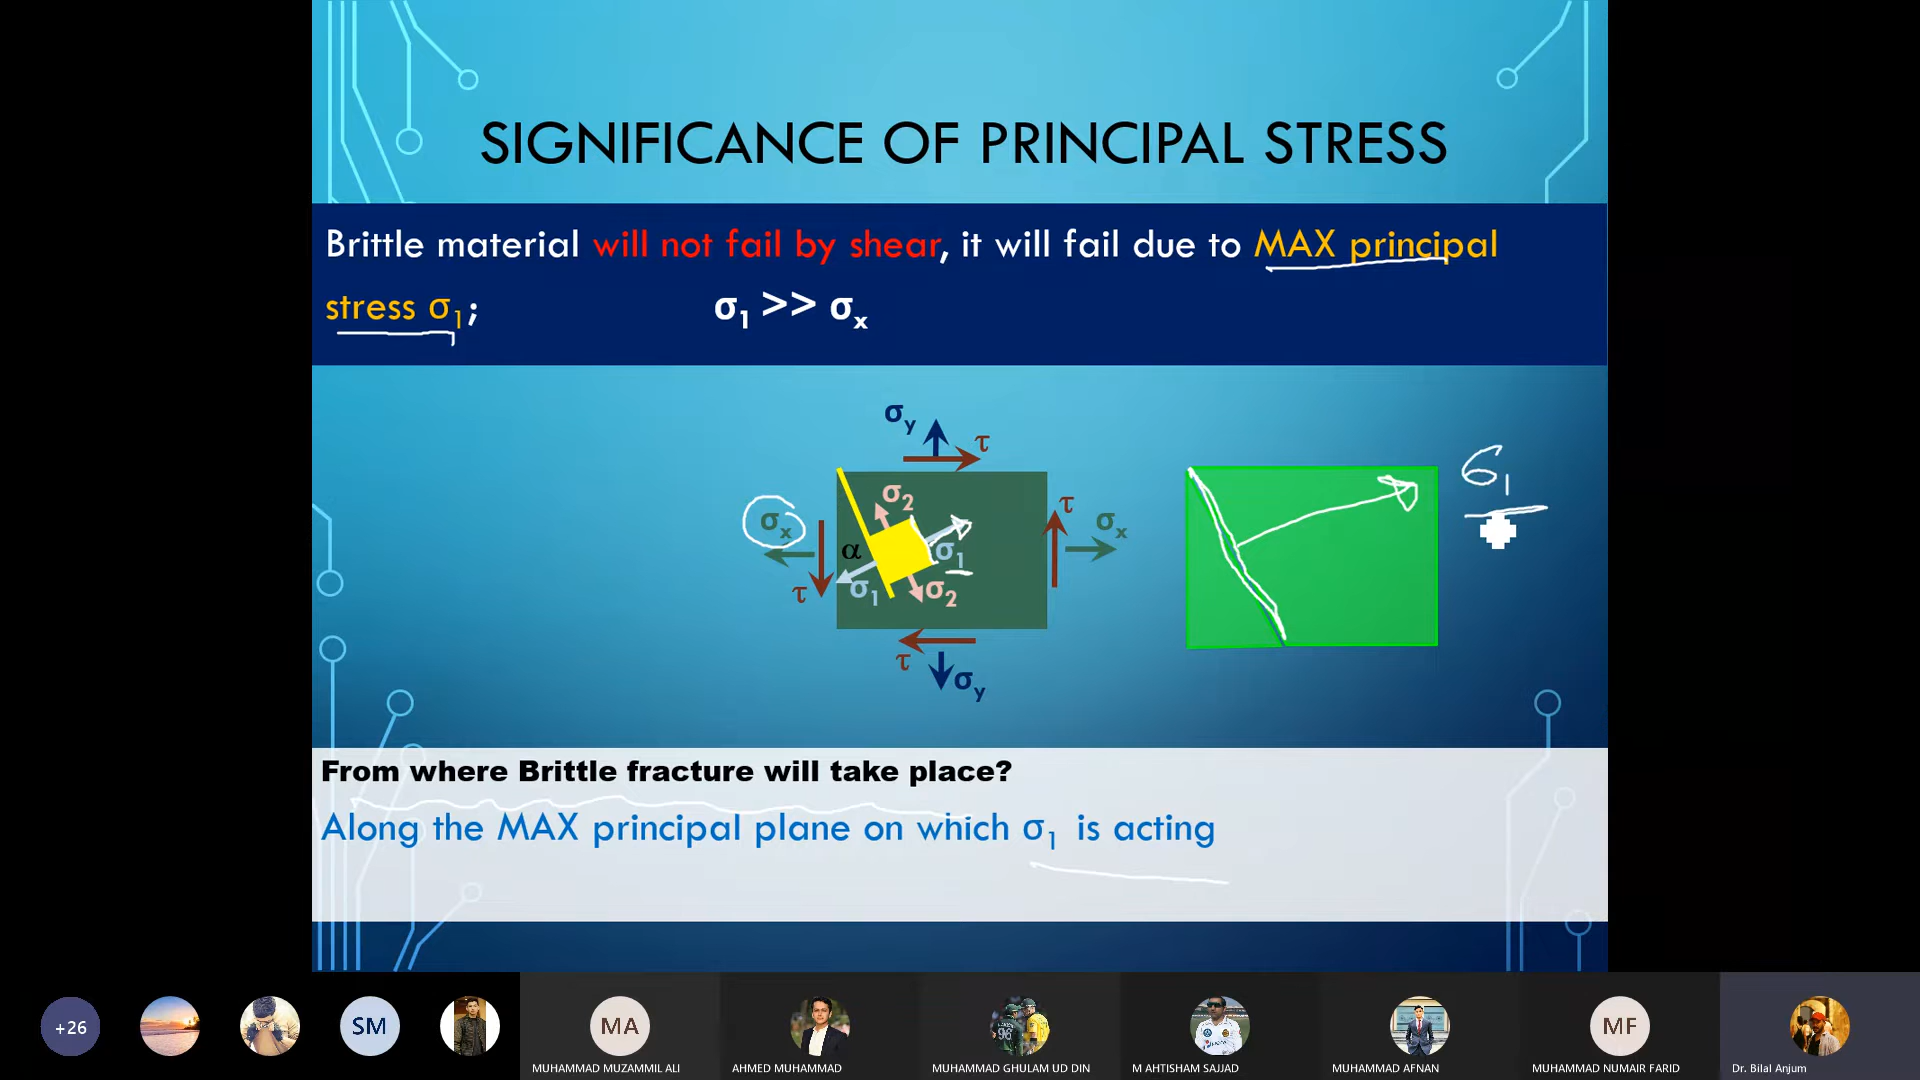 SIGNIFICANCE OF PRINCIPAL STRESS
Brittle material will not fail by shear, it will fail due to MAX principal
stress σ1; σ1 >> σx
σy
τ
σ2
τ
σx
σx
α
σ1
σ1
σ2
τ
τ
σy
σ1
From where Brittle fracture will take place?
Along the MAX principal plane on which σ1 is acting
+26
SM
MA
MF
MUHAMMAD MUZAMMIL ALI
AHMED MUHAMMAD
MUHAMMAD GHULAM UD DIN
M AHTISHAM SAJJAD
MUHAMMAD AFNAN
MUHAMMAD NUMAIR FARID
Dr. Bilal Anjum